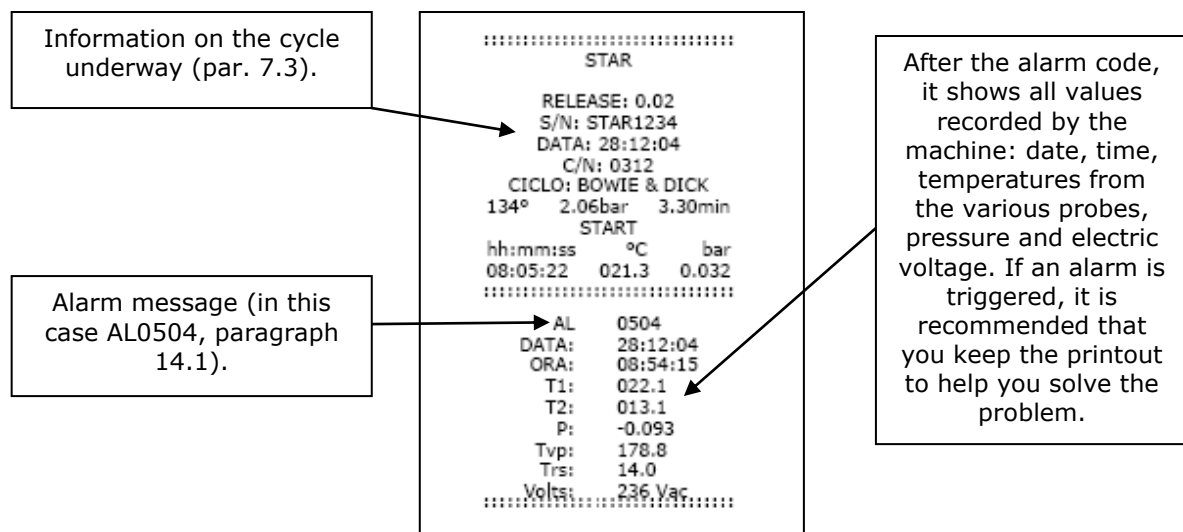 Information on the cycle
underway (par. 7.3).
Alarm message (in this
case AL0504, paragraph
14.1).
::::::::::::::::::::::::::::::::
STAR
RELEASE: 0.02
S/N: STAR1234
DATA: 28:12:04
C/N: 0312
CICLO: BOWIE & DICK
134° 2.06bar 3.30min
START
hh:mm:ss °C bar
08:05:22 021.3 0.032
::::::::::::::::::::::::::::::::
AL 0504
DATA: 28:12:04
ORA: 08:54:15
T1: 022.1
T2: 013.1
P: -0.093
Tvp: 178.8
Trs: 14.0
Volts: 236 Vac
::::::::::::::::::::::::::::::::
After the alarm code,
it shows all values
recorded by the
machine: date, time,
temperatures from
the various probes,
pressure and electric
voltage. If an alarm is
triggered, it is
recommended that
you keep the printout
to help you solve the
problem.